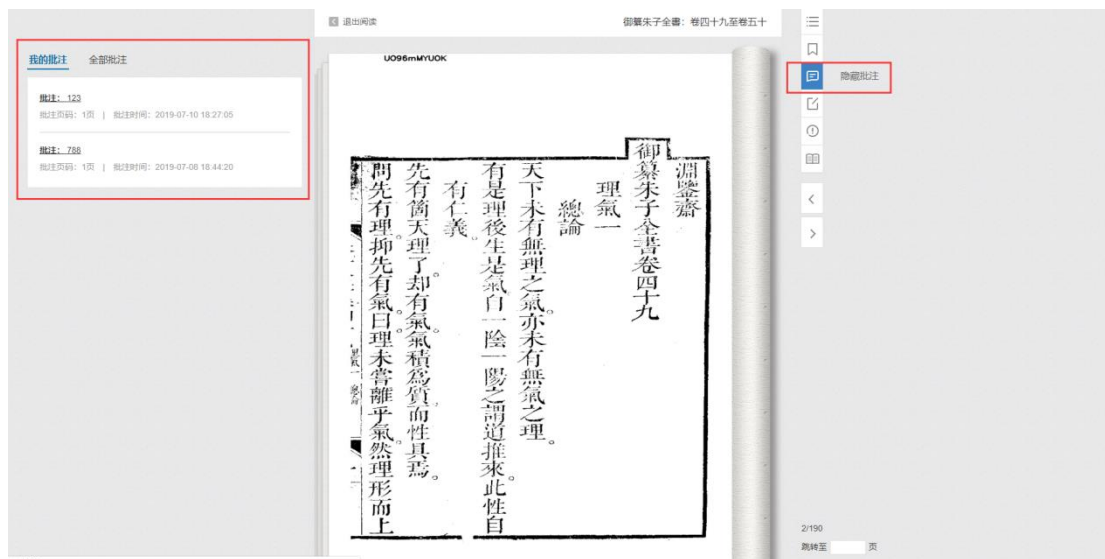 退出阅读
御纂朱子全書：卷四十九至卷五十
我的批注 全部批注
批注：123
批注页码：1页 | 批注时间：2019-07-10 18:27:05
批注：788
批注页码：1页 | 批注时间：2019-07-08 18:44:20
UO96mMYUOK
淵鑒齋
御纂朱子全書卷四十九
理氣一
總論
天下未有無理之氣。亦未有無氣之理。
有是理後生是氣自一陰一陽之謂道推來。此性自
有仁義。
先有箇天理了。却有氣。氣積爲質。而性具焉。
問先有理。抑先有氣。曰理未嘗離乎氣。然理形而上
隐藏批注
2/190
跳转至 页